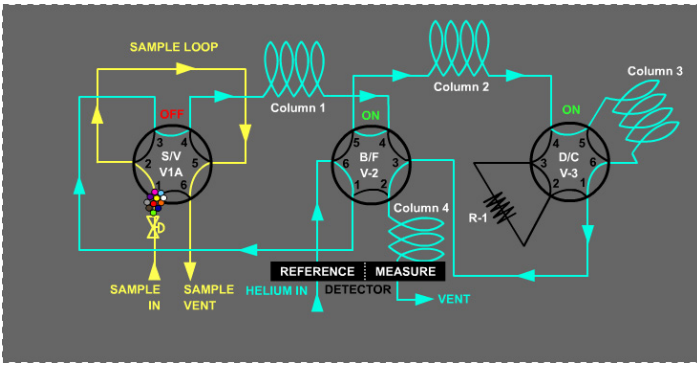 SAMPLE LOOP
Column 1
Column 2
Column 3
OFF
3 4
2 S/V 5
V1A
1 6
ON
5 4
6 B/F 3
V-2
1 2
ON
4 5
3 D/C 6
V-3
2 1
R-1
Column 4
REFERENCE MEASURE
DETECTOR
SAMPLE IN
SAMPLE VENT
HELIUM IN
VENT